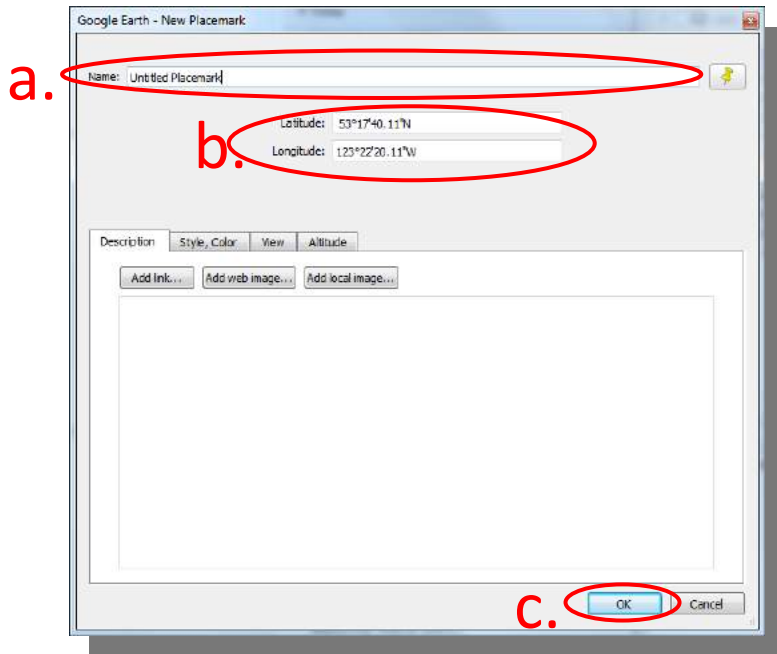 Google Earth - New Placemark
a.
Name: Untitled Placemark
b.
Latitude: 53°17'40.11"N
Longitude: 123°22'20.11"W
Description Style, Color View Altitude
Add link... Add web image... Add local image...
c.
OK Cancel